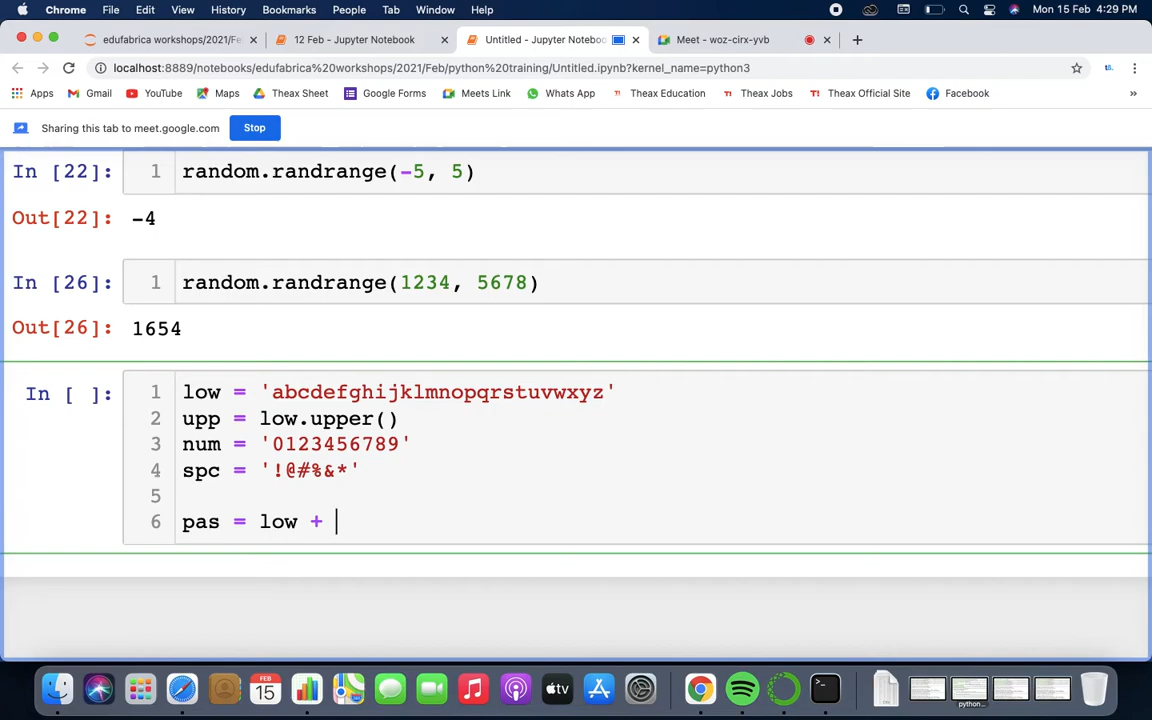 Chrome File Edit View History Bookmarks People Tab Window Help Mon 15 Feb 4:29 PM
edufabrica workshops/2021/Fe 12 Feb - Jupyter Notebook Untitled - Jupyter Noteboo Meet - woz-cirx-yvb
localhost:8889/notebooks/edufabrica%20workshops/2021/Feb/python%20training/Untitled.ipynb?kernel_name=python3
Apps Gmail YouTube Maps Theax Sheet Google Forms Meets Link Whats App Theax Education Theax Jobs Theax Official Site Facebook »
Sharing this tab to meet.google.com Stop
In [22]: 1 random.randrange(-5, 5)
Out[22]: -4
In [26]: 1 random.randrange(1234, 5678)
Out[26]: 1654
In [ ]: 1 low = 'abcdefghijklmnopqrstuvwxyz'
2 upp = low.upper()
3 num = '0123456789'
4 spc = '!@#%&*'
5
6 pas = low +
FEB
15
tv
python...